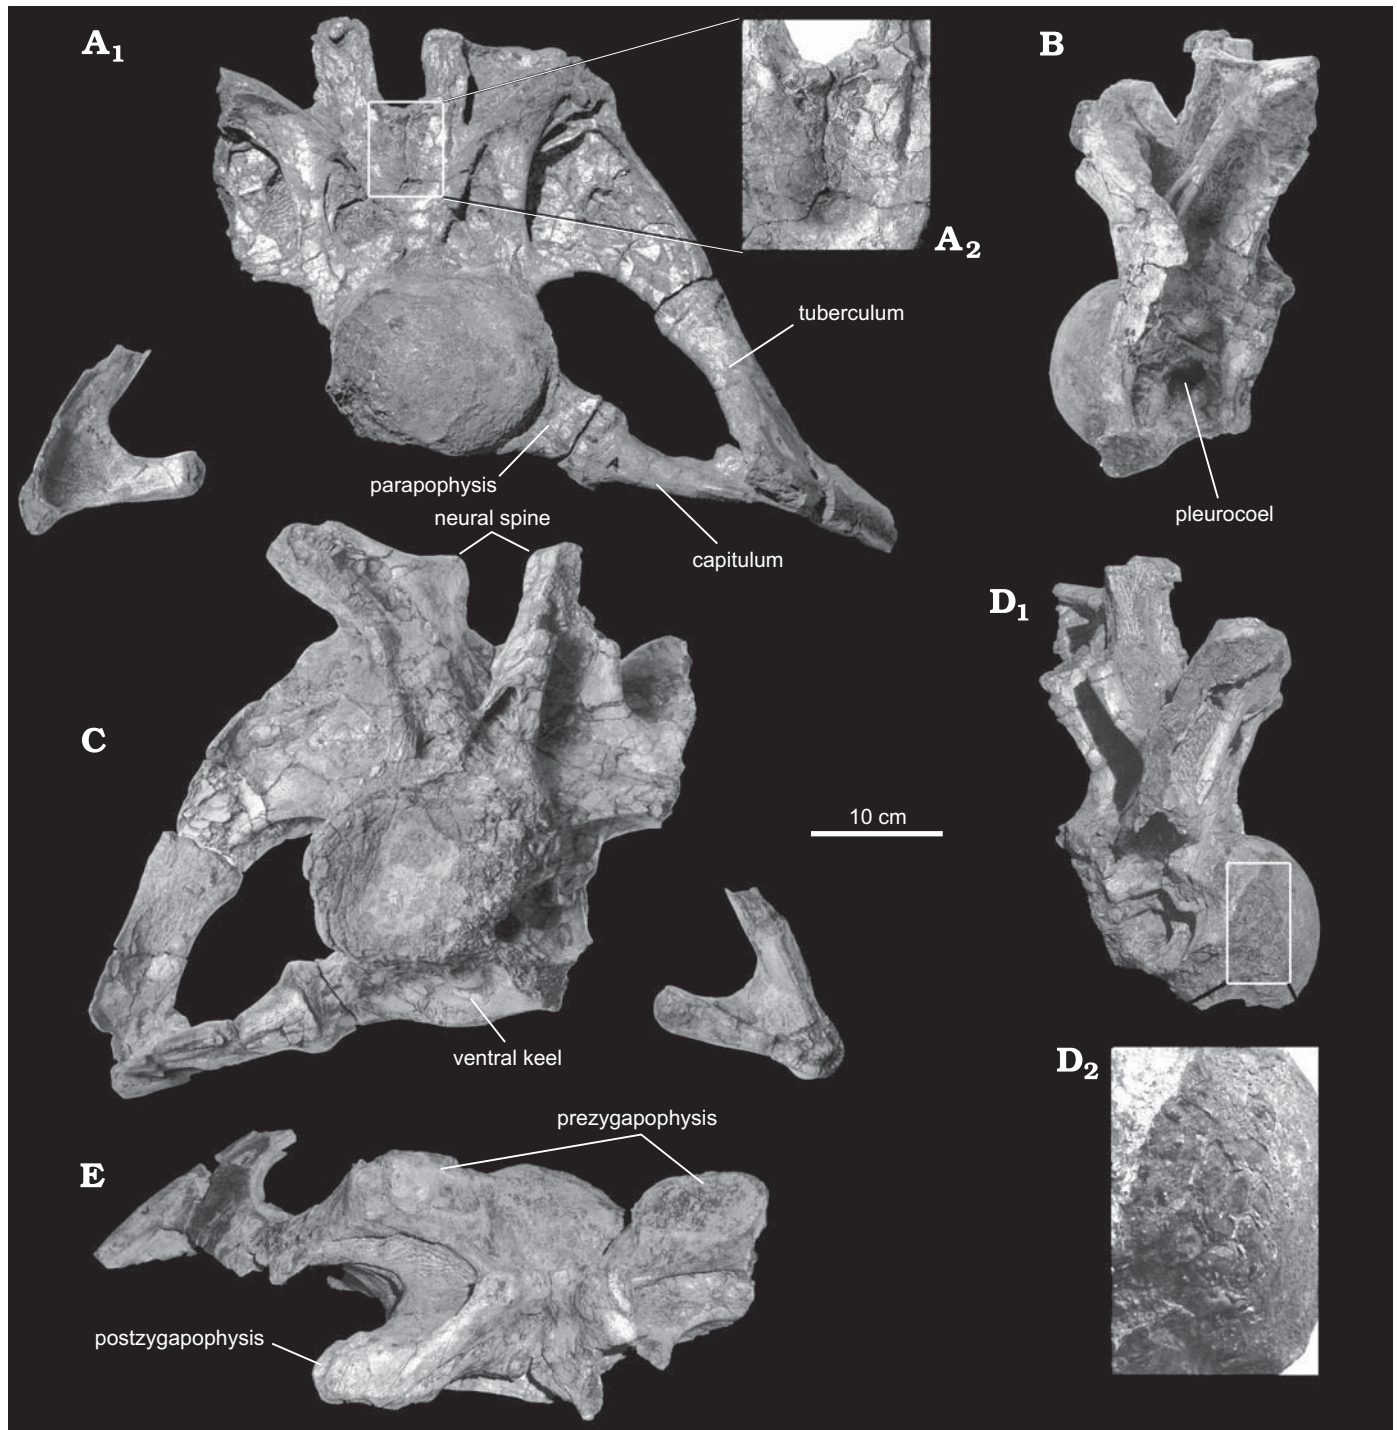 A1
B
A2
tuberculum
parapophysis
neural spine
pleurocoel
capitulum
D1
C
10 cm
ventral keel
D2
prezygapophysis
E
postzygapophysis